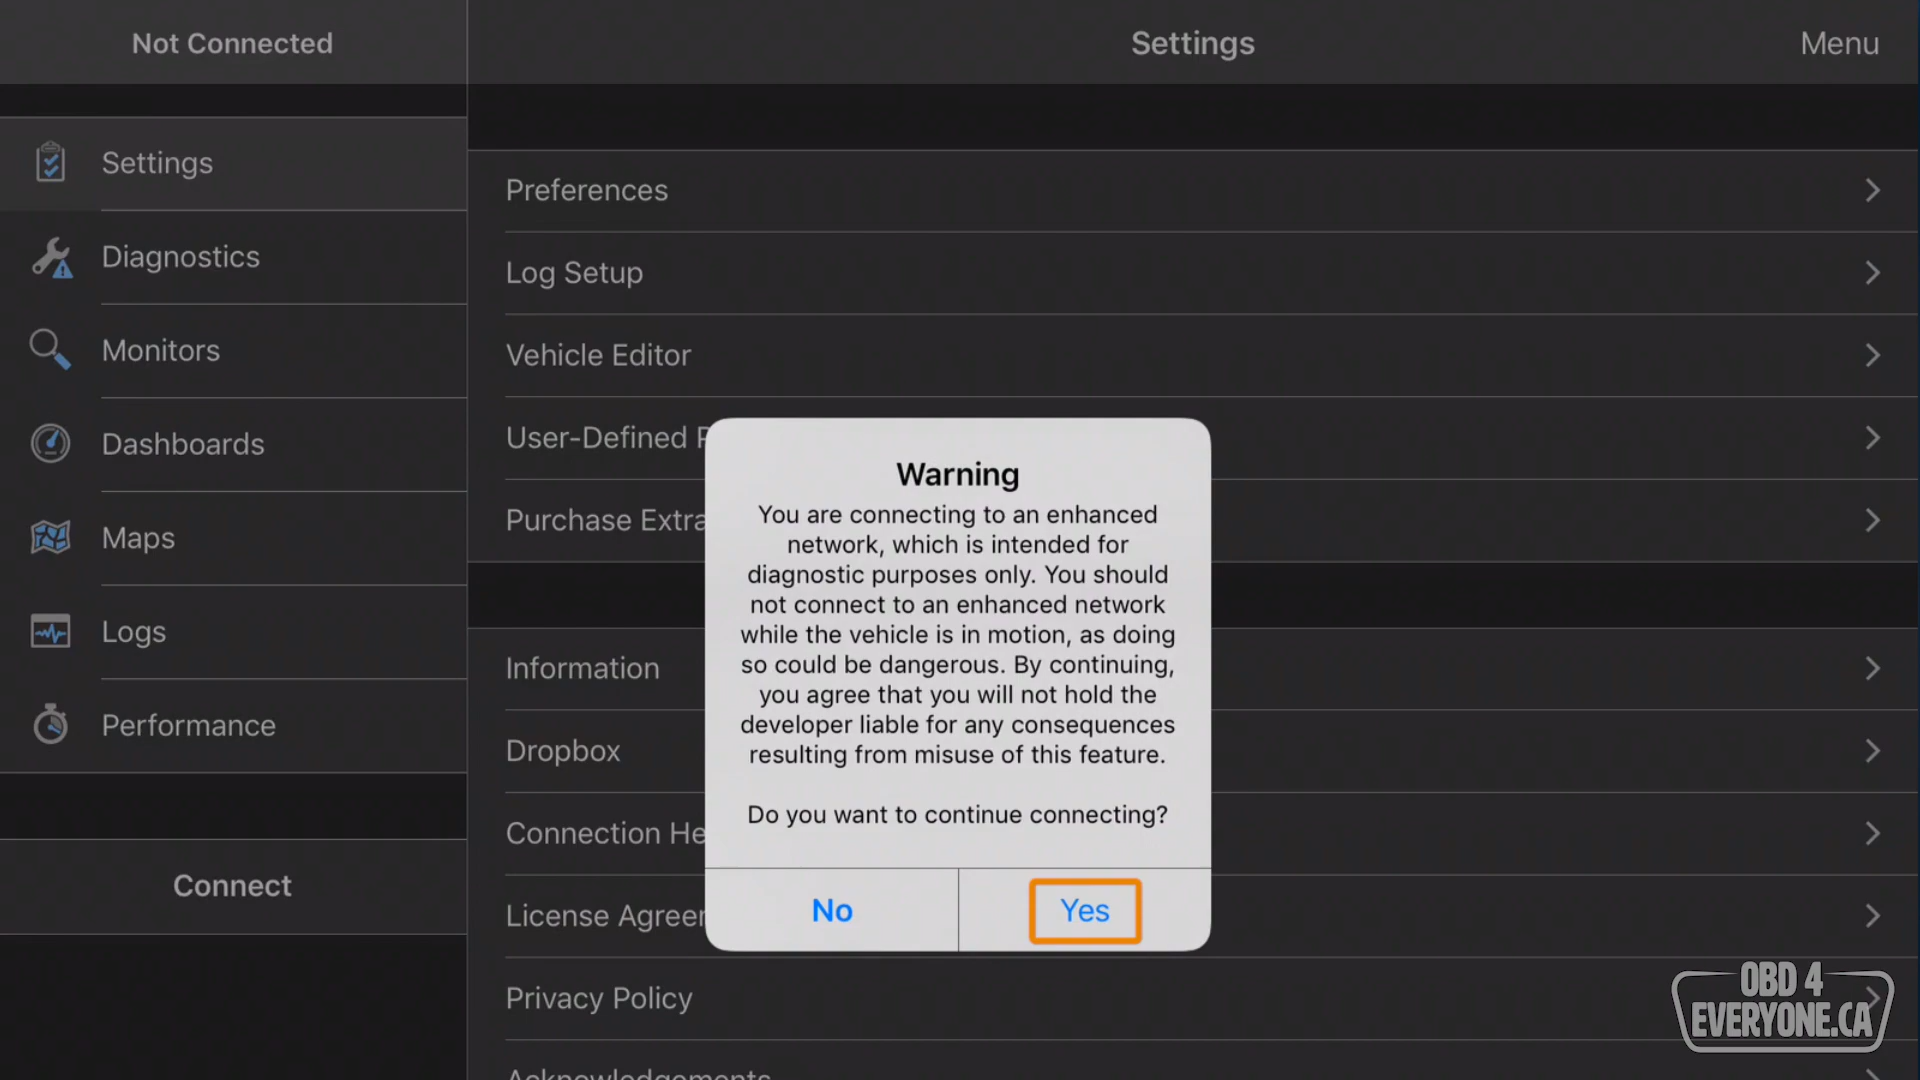 Not Connected
Settings
Menu
Settings
Diagnostics
Monitors
Dashboards
Maps
Logs
Performance
Connect
Preferences
Log Setup
Vehicle Editor
User-Defined
Purchase Extra
Information
Dropbox
Connection He
License Agreer
Privacy Policy
Acknowledgements
Warning
You are connecting to an enhanced
network, which is intended for
diagnostic purposes only. You should
not connect to an enhanced network
while the vehicle is in motion, as doing
so could be dangerous. By continuing,
you agree that you will not hold the
developer liable for any consequences
resulting from misuse of this feature.
Do you want to continue connecting?
No
Yes
OBD 4
EVERYONE.CA